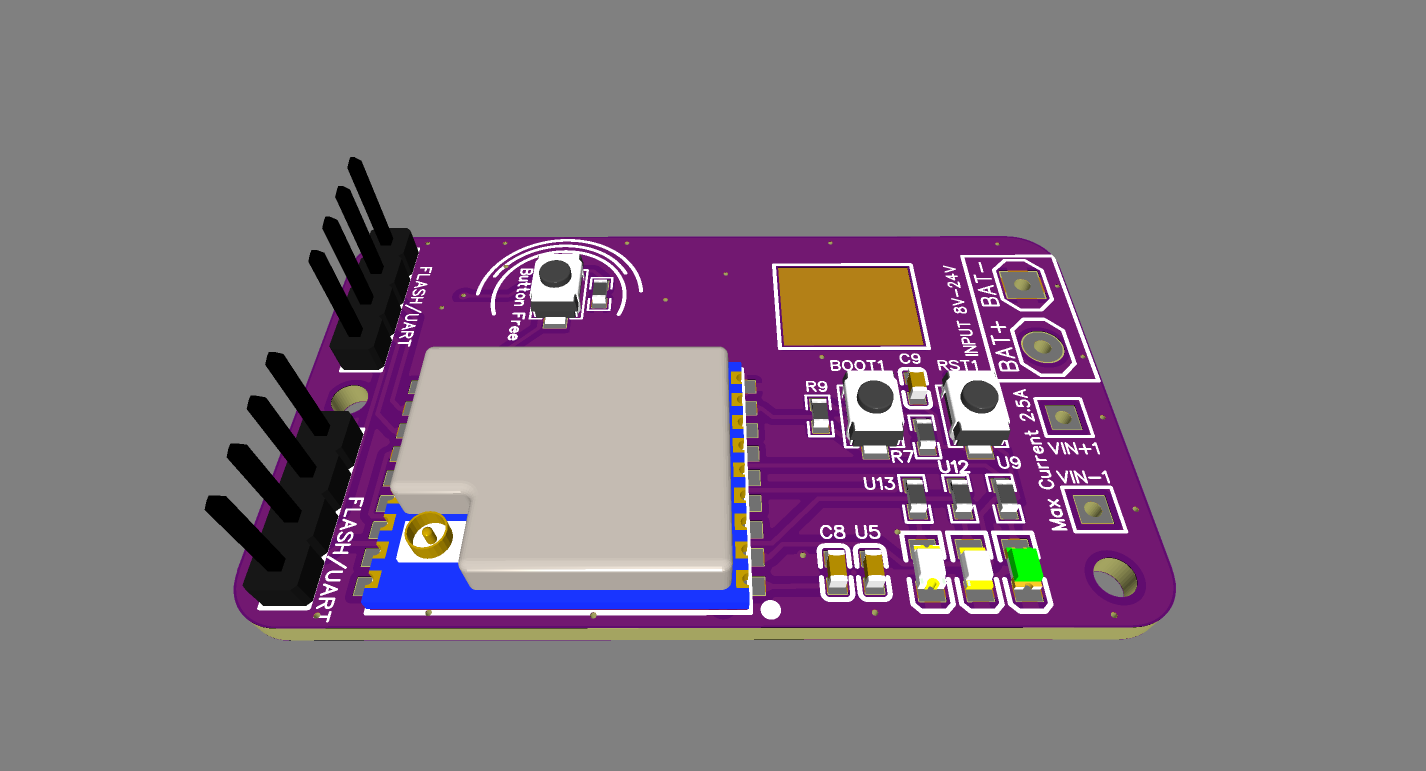 FLASH/UART
FLASH/UART
Button Free
INPUT 8V-24V
BAT-
BAT+
BOOT1
C9
RST1
R9
R7
U12
U9
U13
Max Current 2.5A
VIN+1
VIN-1
C8
U5